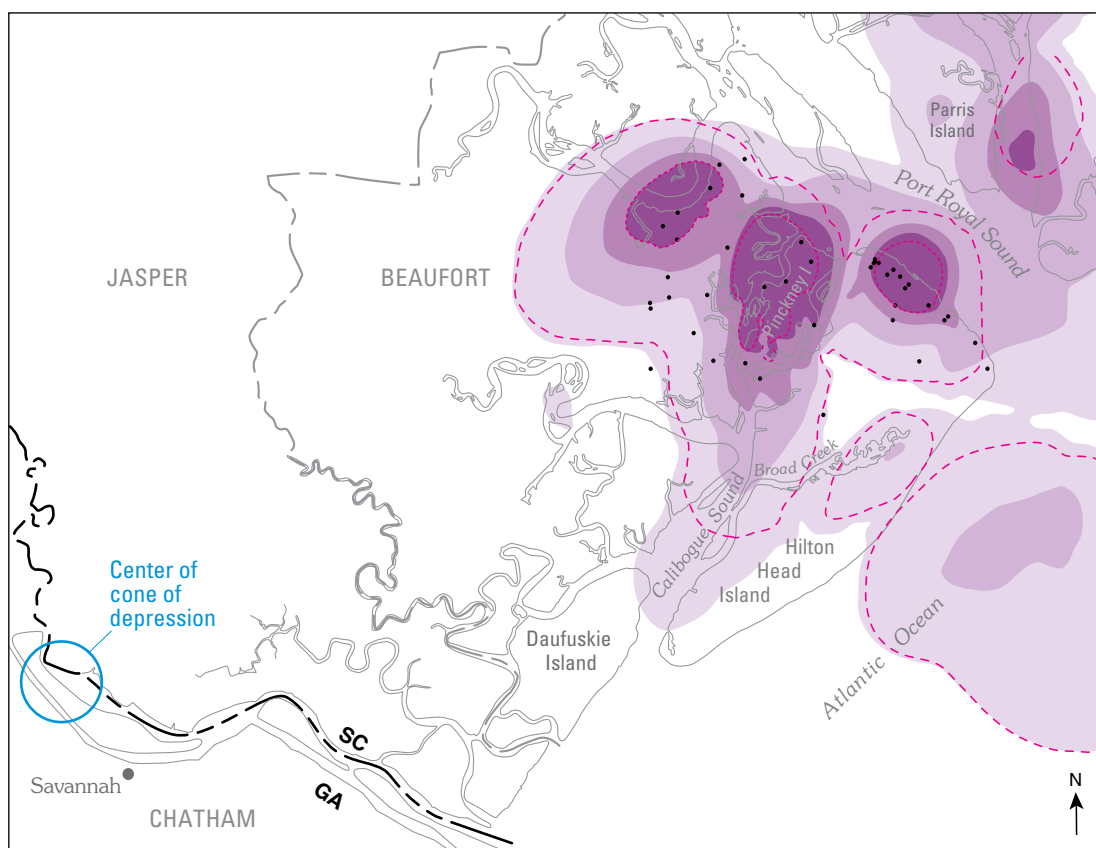 Parris
Island
Port Royal Sound
JASPER
BEAUFORT
Pinckney I
Broad Creek
Calibogue Sound
Hilton
Head
Island
Center of
cone of
depression
Daufuskie
Island
Atlantic Ocean
SC
GA
Savannah
CHATHAM
N